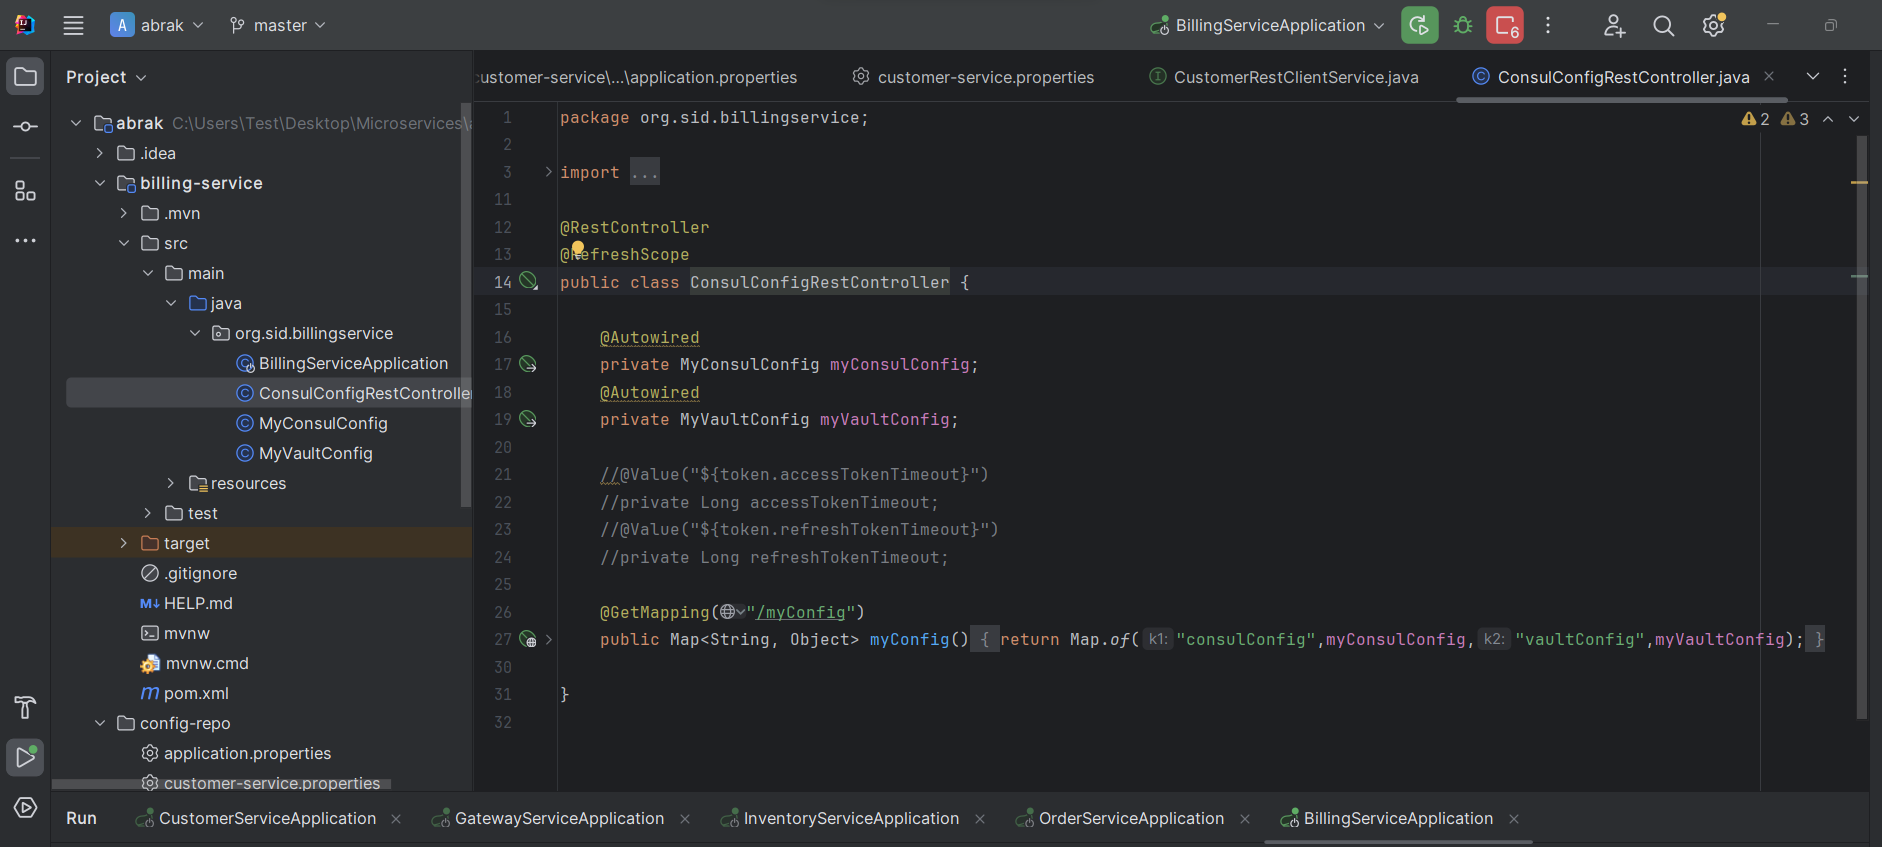 A abrak master BillingServiceApplication 6
Project
ustomer-service\...\application.properties customer-service.properties CustomerRestClientService.java ConsulConfigRestController.java
abrak C:\Users\Test\Desktop\Microservices\
.idea
billing-service
.mvn
src
main
java
org.sid.billingservice
BillingServiceApplication
ConsulConfigRestController
MyConsulConfig
MyVaultConfig
resources
test
target
.gitignore
HELP.md
mvnw
mvnw.cmd
pom.xml
config-repo
application.properties
customer-service.properties
2 3
1 package org.sid.billingservice;
2
3 import ...
11
12 @RestController
13 @RefreshScope
14 public class ConsulConfigRestController {
15
16 @Autowired
17 private MyConsulConfig myConsulConfig;
18 @Autowired
19 private MyVaultConfig myVaultConfig;
20
21 //@Value("${token.accessTokenTimeout}")
22 //private Long accessTokenTimeout;
23 //@Value("${token.refreshTokenTimeout}")
24 //private Long refreshTokenTimeout;
25
26 @GetMapping("/myConfig")
27 public Map<String, Object> myConfig() { return Map.of( k1: "consulConfig",myConsulConfig, k2: "vaultConfig",myVaultConfig); }
30
31 }
32
Run CustomerServiceApplication GatewayServiceApplication InventoryServiceApplication OrderServiceApplication BillingServiceApplication